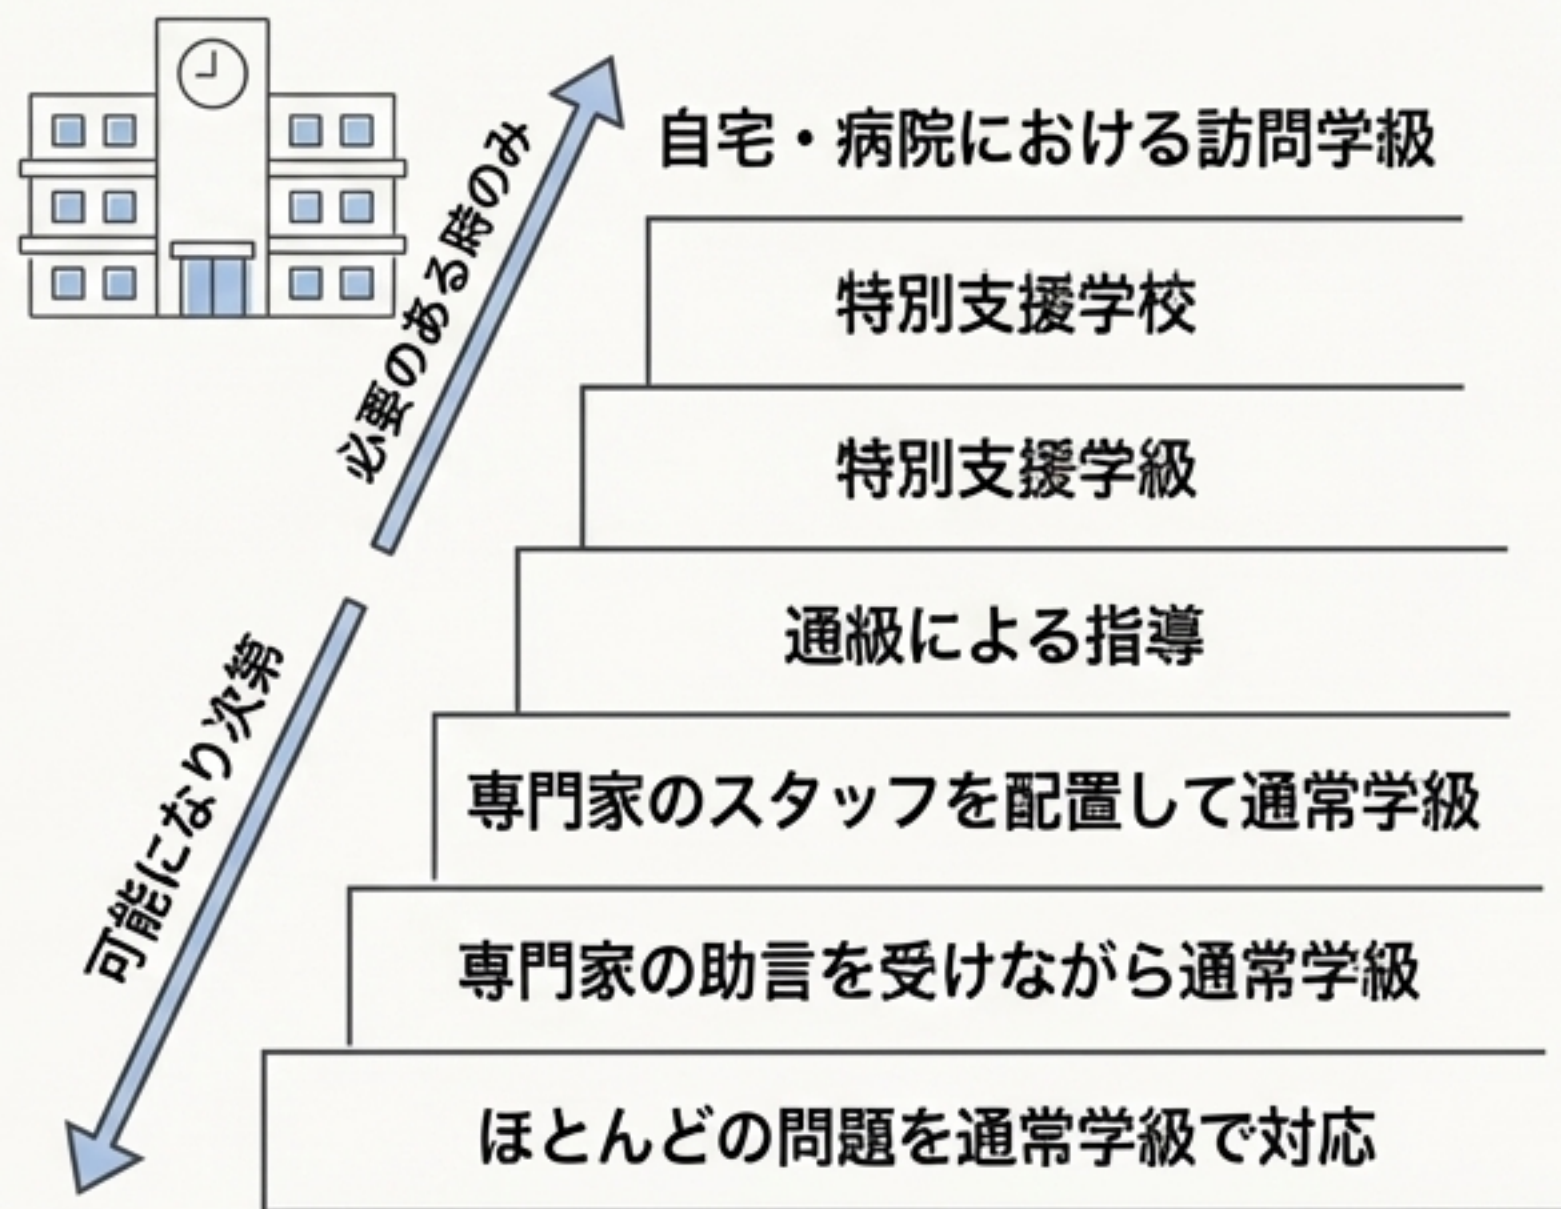 自宅・病院における訪問学級
必要のある時のみ
特別支援学校
特別支援学級
通級による指導
可能になり次第
専門家のスタッフを配置して通常学級
専門家の助言を受けながら通常学級
ほとんどの問題を通常学級で対応